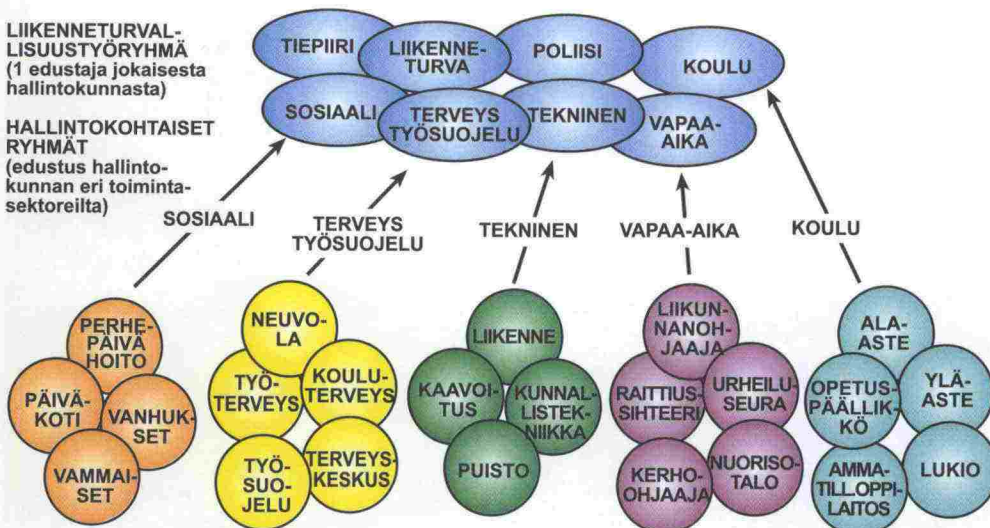 LIIKENNETURVAL-
LISUUSTYÖRYHMÄ
(1 edustaja jokaisesta
hallintokunnasta)
HALLINTOKOHTAISET
RYHMÄT
(edustus hallinto-
kunnan eri toiminta-
sektoreilta)
TIEPIIRI
LIIKENNE-
TURVA
POLIISI
KOULU
SOSIAALI
TERVEYS
TYÖSUOJELU
TEKNINEN
VAPAA-
AIKA
SOSIAALI
TERVEYS
TYÖSUOJELU
TEKNINEN
VAPAA-AIKA
KOULU
PERHE-
PÄIVÄ
HOITO
PÄIVÄ-
KOTI
VANHUK-
SET
VAMMAI-
SET
NEUVO-
LA
TYÖ-
TERVEYS
KOULU-
TERVEYS
TYÖ-
SUO-
JELU
TERVEYS-
KESKUS
LIIKENNE
KAAVOI-
TUS
KUNNAL-
LISTEK-
NIIKKA
PUISTO
LIIKUN-
NANOH-
JAAJA
RAITTIUS-
SIHTEERI
URHEILU-
SEURA
KERHO-
OHJAAJA
NUORISO-
TALO
ALA-
ASTE
OPETUS-
PÄÄLLIK-
KÖ
YLÄ-
ASTE
AMMA-
TILLOPPI-
LAITOS
LUKIO